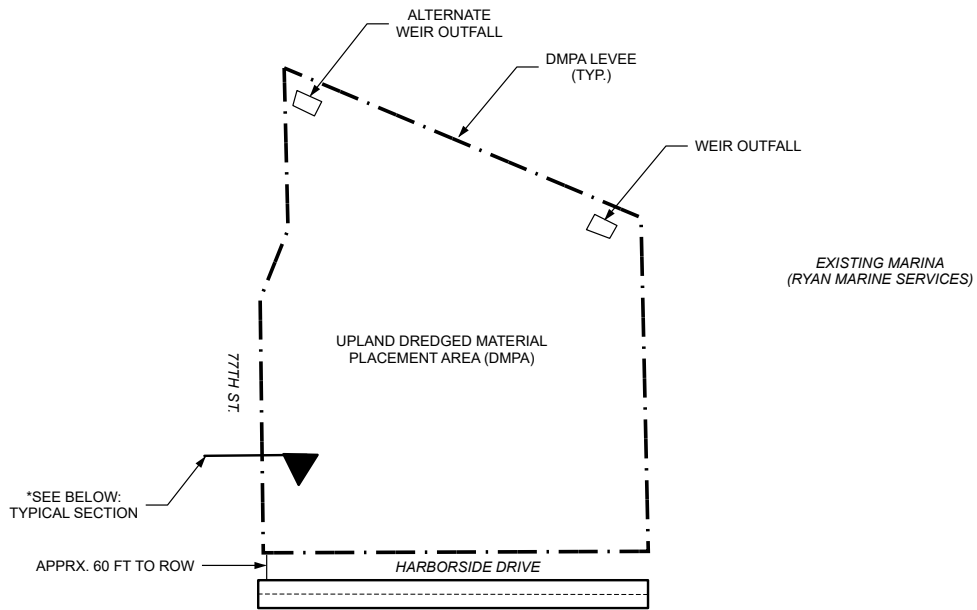 ALTERNATE
WEIR OUTFALL
DMPA LEVEE
(TYP.)
WEIR OUTFALL
EXISTING MARINA
(RYAN MARINE SERVICES)
UPLAND DREDGED MATERIAL
PLACEMENT AREA (DMPA)
77TH ST.
*SEE BELOW:
TYPICAL SECTION
APPRX. 60 FT TO ROW
HARBORSIDE DRIVE